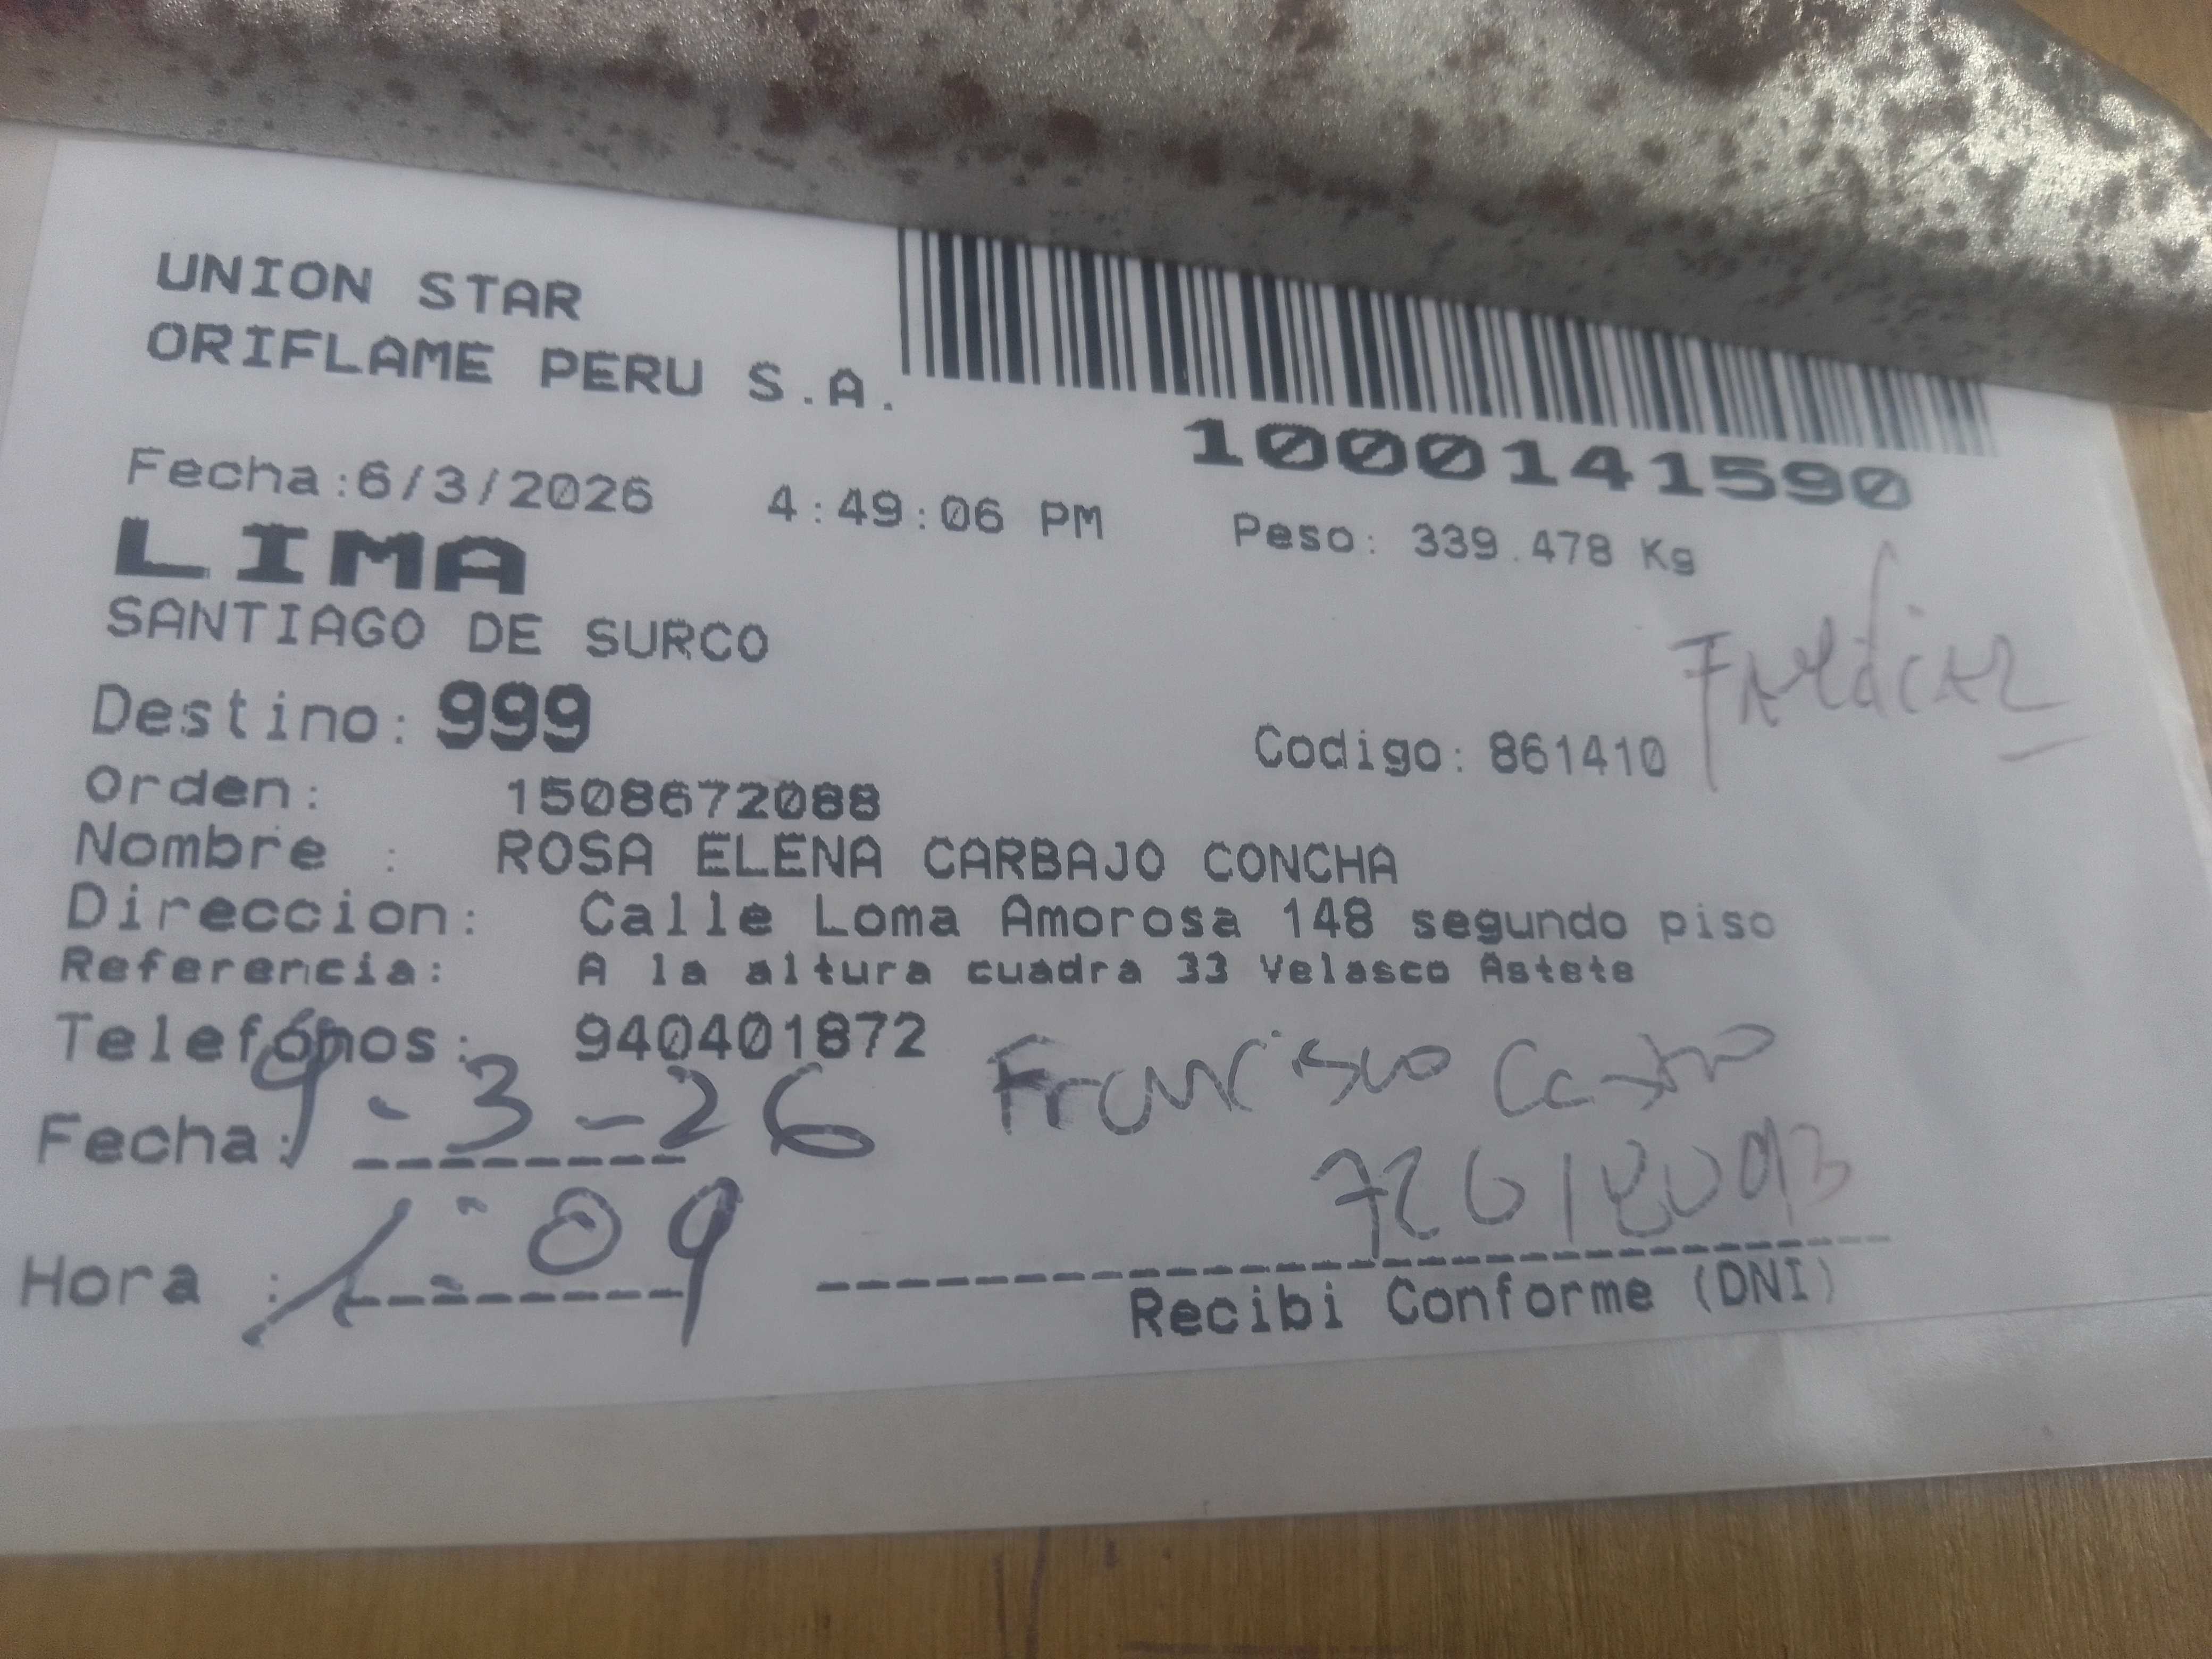 UNION STAR
ORIFLAME PERU S.A.
1000141590
Fecha:6/3/2026 4:49:06 PM Peso: 339.478 Kg
LIMA
SANTIAGO DE SURCO
Destino: 999
Codigo: 861410
Orden: 1508672088
Nombre : ROSA ELENA CARBAJO CONCHA
Direccion: Calle Loma Amorosa 148 segundo piso
Referencia: A la altura cuadra 33 Velasco Astete
Telefónos: 940401872
Francisco Castro
Fecha: 9-3-26
Hora : 1:09
Recibi Conforme (DNI)